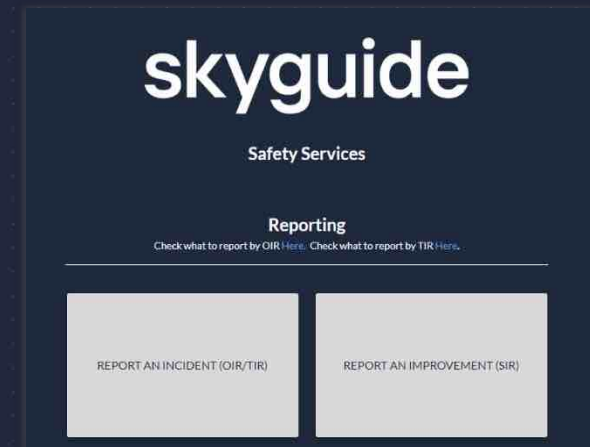 skyguide
Safety Services
Reporting
Check what to report by OIR Here. Check what to report by TIR Here.
REPORT AN INCIDENT (OIR/TIR)
REPORT AN IMPROVEMENT (SIR)